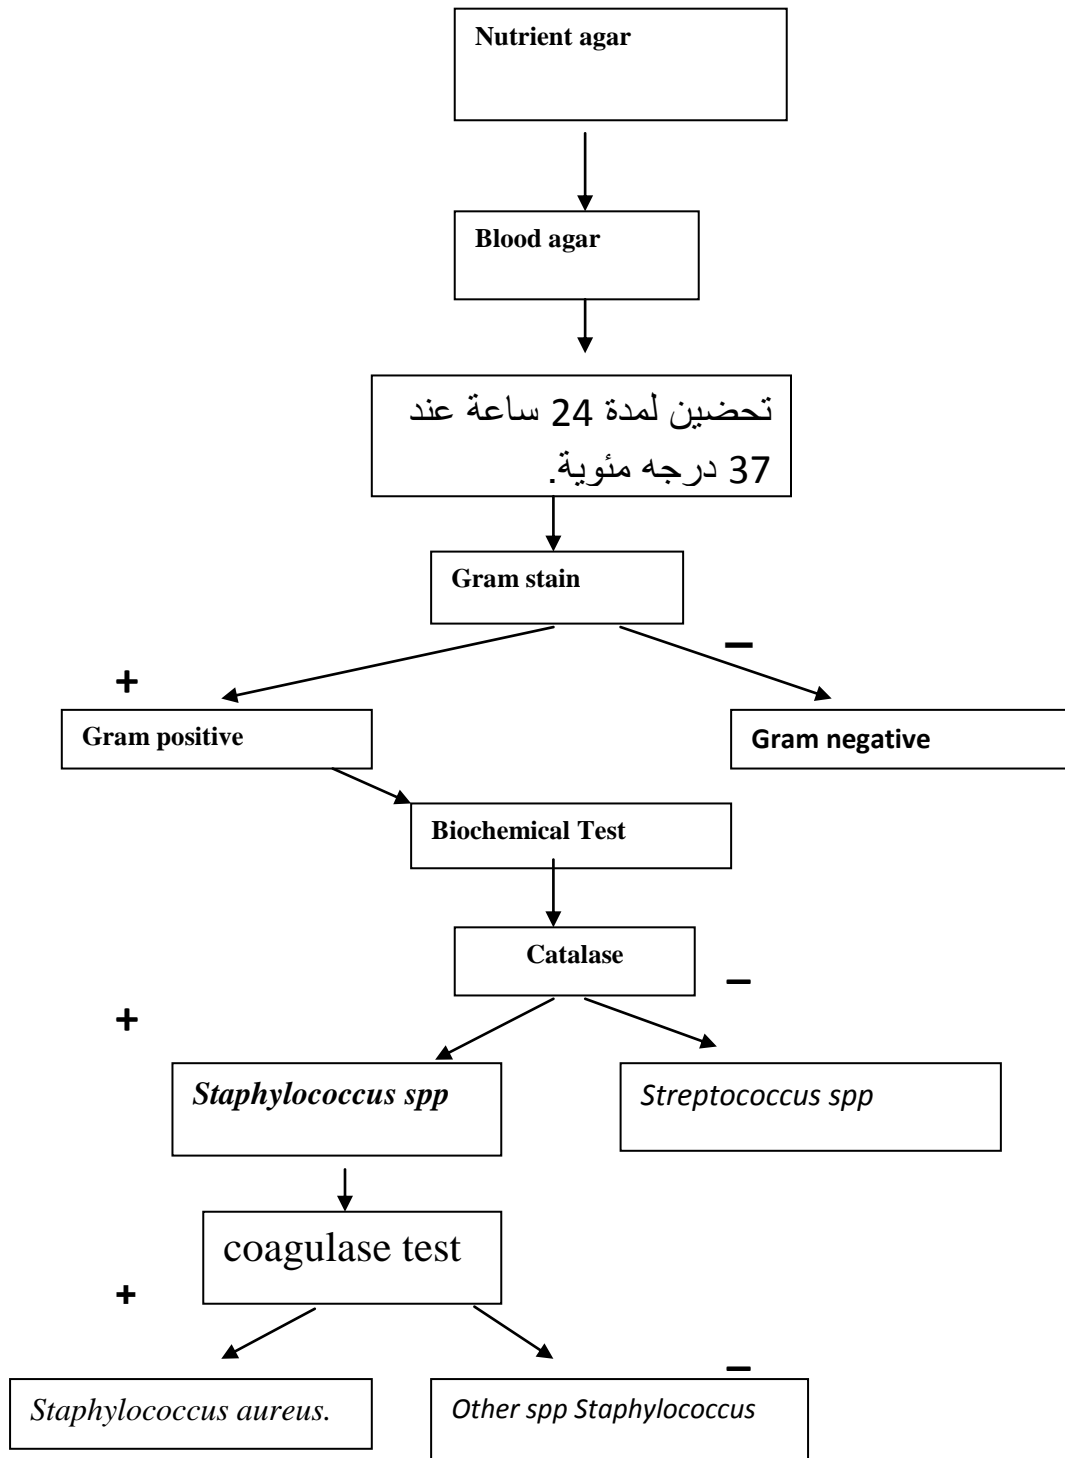 Nutrient agar
Blood agar
تحضين لمدة 24 ساعة عند
37 درجه مئوية.
Gram stain
+
–
Gram positive
Gram negative
Biochemical Test
Catalase
–
+
Staphylococcus spp
Streptococcus spp
coagulase test
+
–
Staphylococcus aureus.
Other spp Staphylococcus